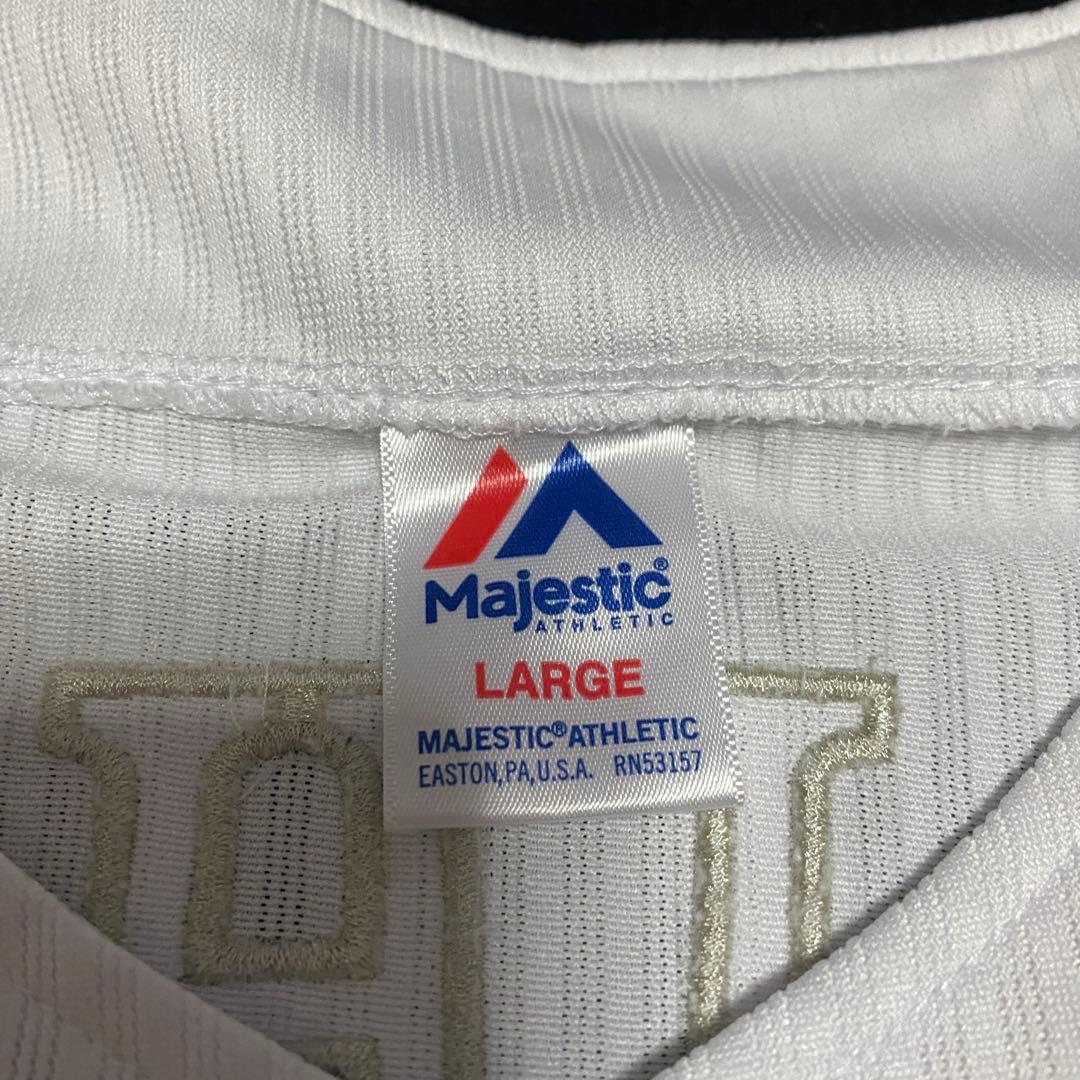 Majestic®
ATHLETIC
LARGE
MAJESTIC®ATHLETIC
EASTON,PA,U.S.A. RN53157